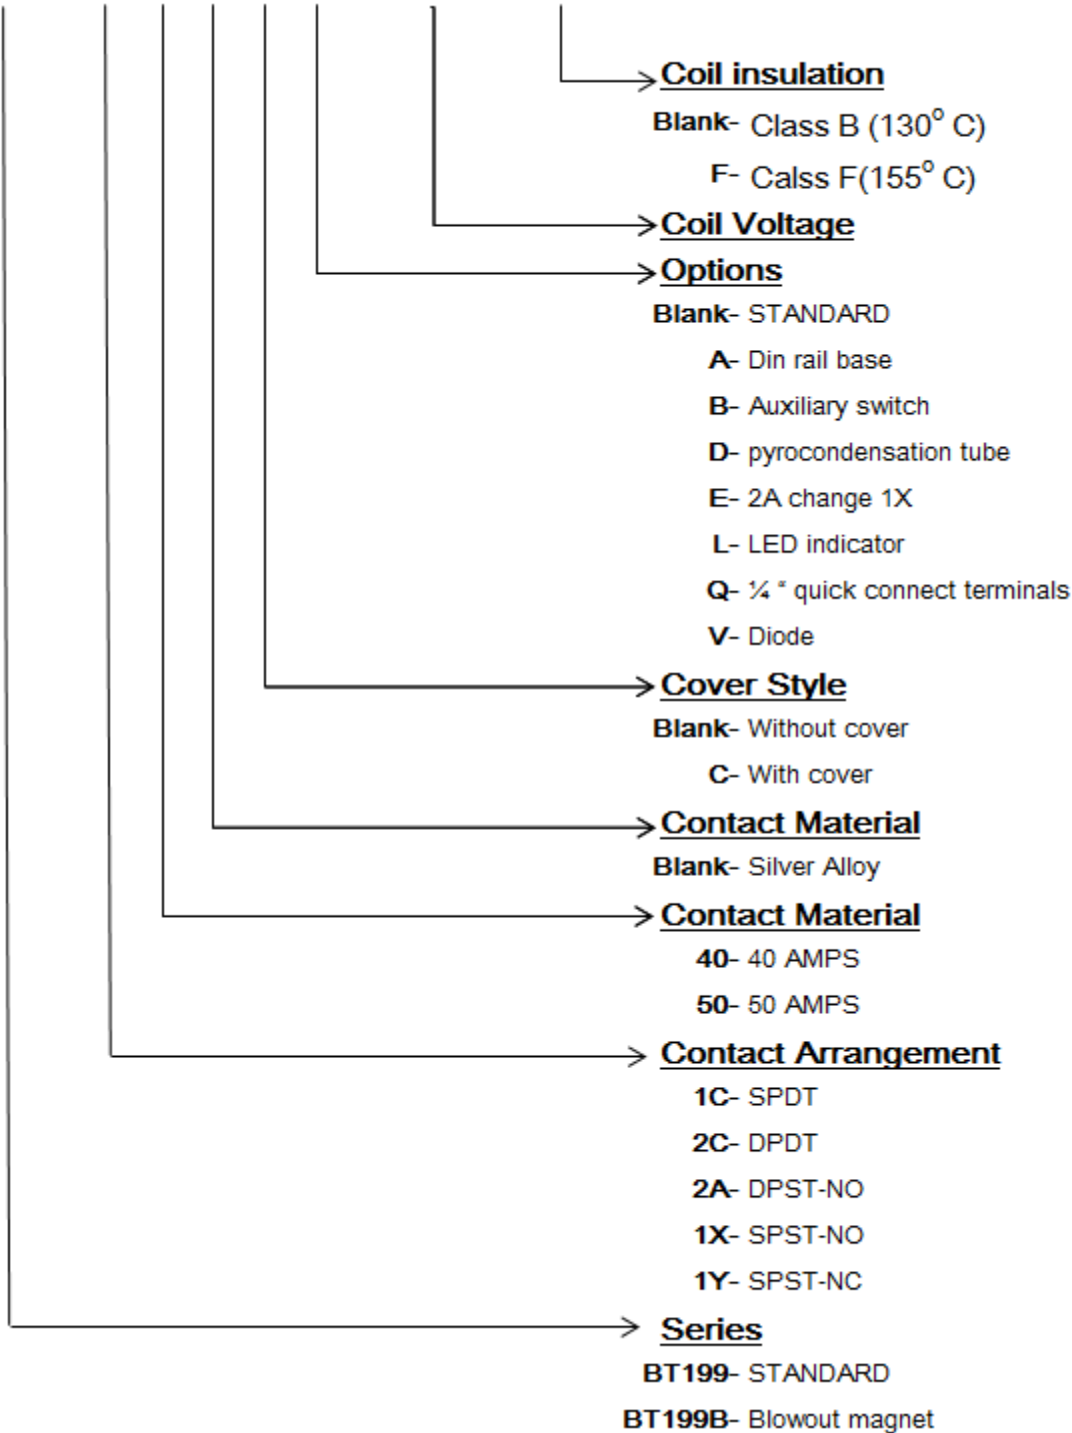 Coil insulation
Blank- Class B (130° C)
F- Calss F(155° C)
Coil Voltage
Options
Blank- STANDARD
A- Din rail base
B- Auxiliary switch
D- pyrocondensation tube
E- 2A change 1X
L- LED indicator
Q- ¼ “ quick connect terminals
V- Diode
Cover Style
Blank- Without cover
C- With cover
Contact Material
Blank- Silver Alloy
Contact Material
40- 40 AMPS
50- 50 AMPS
Contact Arrangement
1C- SPDT
2C- DPDT
2A- DPST-NO
1X- SPST-NO
1Y- SPST-NC
Series
BT199- STANDARD
BT199B- Blowout magnet